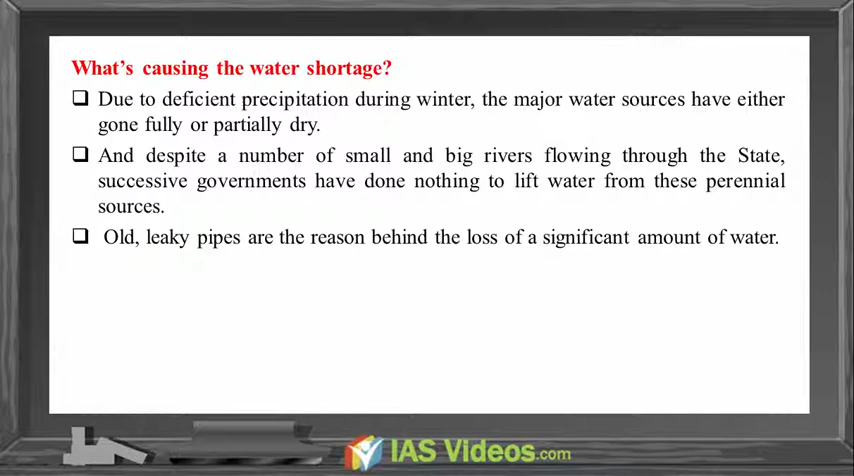 What's causing the water shortage?
❑ Due to deficient precipitation during winter, the major water sources have either
gone fully or partially dry.
❑ And despite a number of small and big rivers flowing through the State,
successive governments have done nothing to lift water from these perennial
sources.
❑ Old, leaky pipes are the reason behind the loss of a significant amount of water.
IAS Videos.com